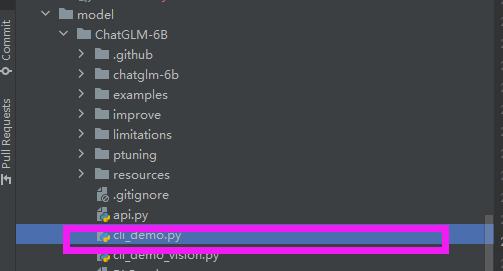 model
ChatGLM-6B
.github
chatglm-6b
examples
improve
limitations
ptuning
resources
.gitignore
api.py
cli_demo.py
cli_demo_vision.py
Commit
Pull Requests